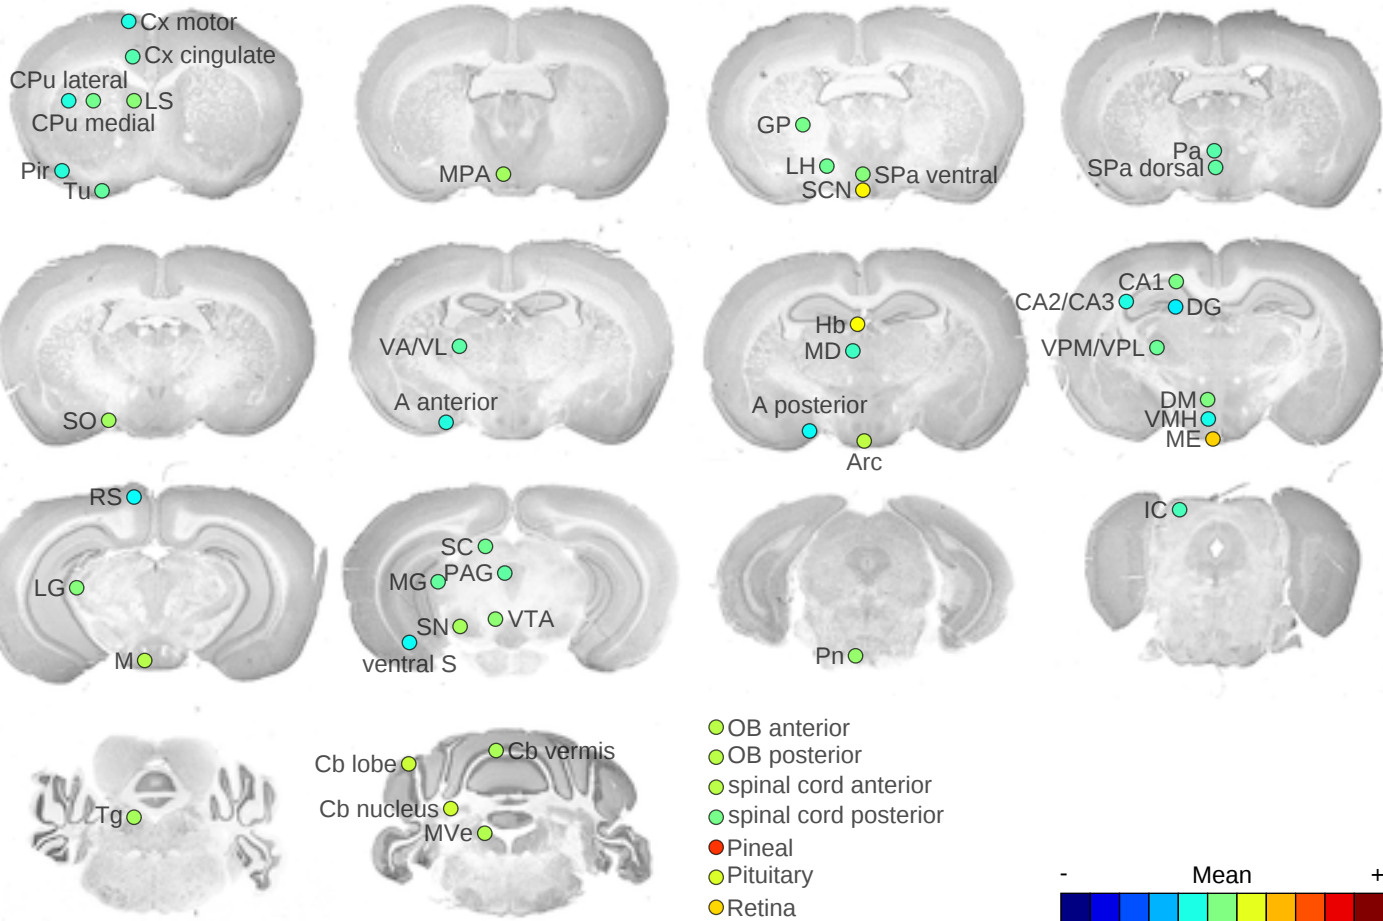 Cx motor
Cx cingulate
CPu lateral
LS
CPu medial
Pir
Tu
MPA
GP
LH
SPa ventral
SCN
Pa
SPa dorsal
SO
VA/VL
A anterior
Hb
MD
A posterior
Arc
CA1
CA2/CA3
DG
VPM/VPL
DM
VMH
ME
RS
LG
M
SC
MG
PAG
SN
VTA
ventral S
Pn
IC
Tg
Cb lobe
Cb vermis
Cb nucleus
MVe
OB anterior
OB posterior
spinal cord anterior
spinal cord posterior
Pineal
Pituitary
Retina
- Mean +